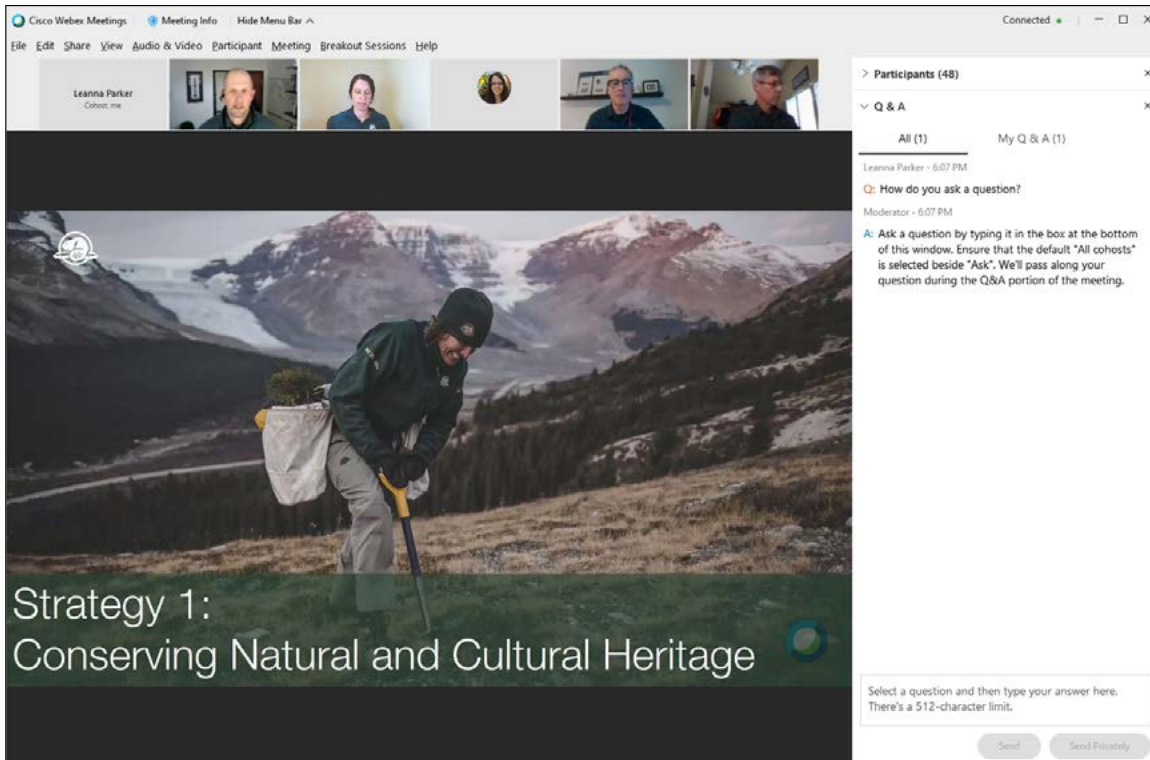 Cisco Webex Meetings
Meeting Info
Hide Menu Bar
Connected
File Edit Share View Audio & Video Participant Meeting Breakout Sessions Help
Leanna Parker
Cohost, me
Participants (48)
Q & A
All (1)
My Q & A (1)
Leanna Parker - 6:07 PM
Q: How do you ask a question?
Moderator - 6:07 PM
A: Ask a question by typing it in the box at the bottom
of this window. Ensure that the default "All cohosts"
is selected beside "Ask". We'll pass along your
question during the Q&A portion of the meeting.
Strategy 1:
Conserving Natural and Cultural Heritage
Select a question and then type your answer here.
There's a 512-character limit.
Send
Send Privately